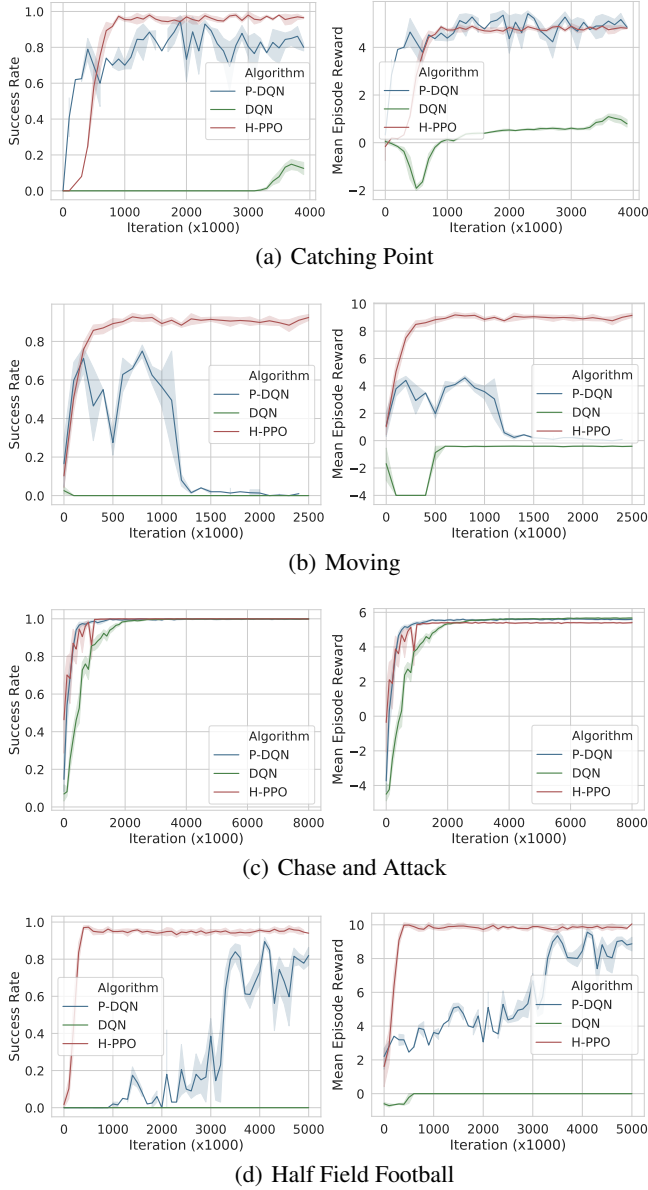 1.0
0.8
0.6
0.4
0.2
0.0
Success Rate
Algorithm
P-DQN
DQN
H-PPO
0 1000 2000 3000 4000
Iteration (x1000)
4
2
0
−2
Mean Episode Reward
Algorithm
P-DQN
DQN
H-PPO
0 1000 2000 3000 4000
Iteration (x1000)
(a) Catching Point
0.8
0.6
0.4
0.2
0.0
Success Rate
Algorithm
P-DQN
DQN
H-PPO
0 500 1000 1500 2000 2500
Iteration (x1000)
10
8
6
4
2
0
−2
−4
Mean Episode Reward
Algorithm
P-DQN
DQN
H-PPO
0 500 1000 1500 2000 2500
Iteration (x1000)
(b) Moving
1.0
0.8
0.6
0.4
0.2
0.0
Success Rate
Algorithm
P-DQN
DQN
H-PPO
0 2000 4000 6000 8000
Iteration (x1000)
6
4
2
0
−2
−4
Mean Episode Reward
Algorithm
P-DQN
DQN
H-PPO
0 2000 4000 6000 8000
Iteration (x1000)
(c) Chase and Attack
1.0
0.8
0.6
0.4
0.2
0.0
Success Rate
Algorithm
P-DQN
DQN
H-PPO
0 1000 2000 3000 4000 5000
Iteration (x1000)
10
8
6
4
2
0
Mean Episode Reward
Algorithm
P-DQN
DQN
H-PPO
0 1000 2000 3000 4000 5000
Iteration (x1000)
(d) Half Field Football